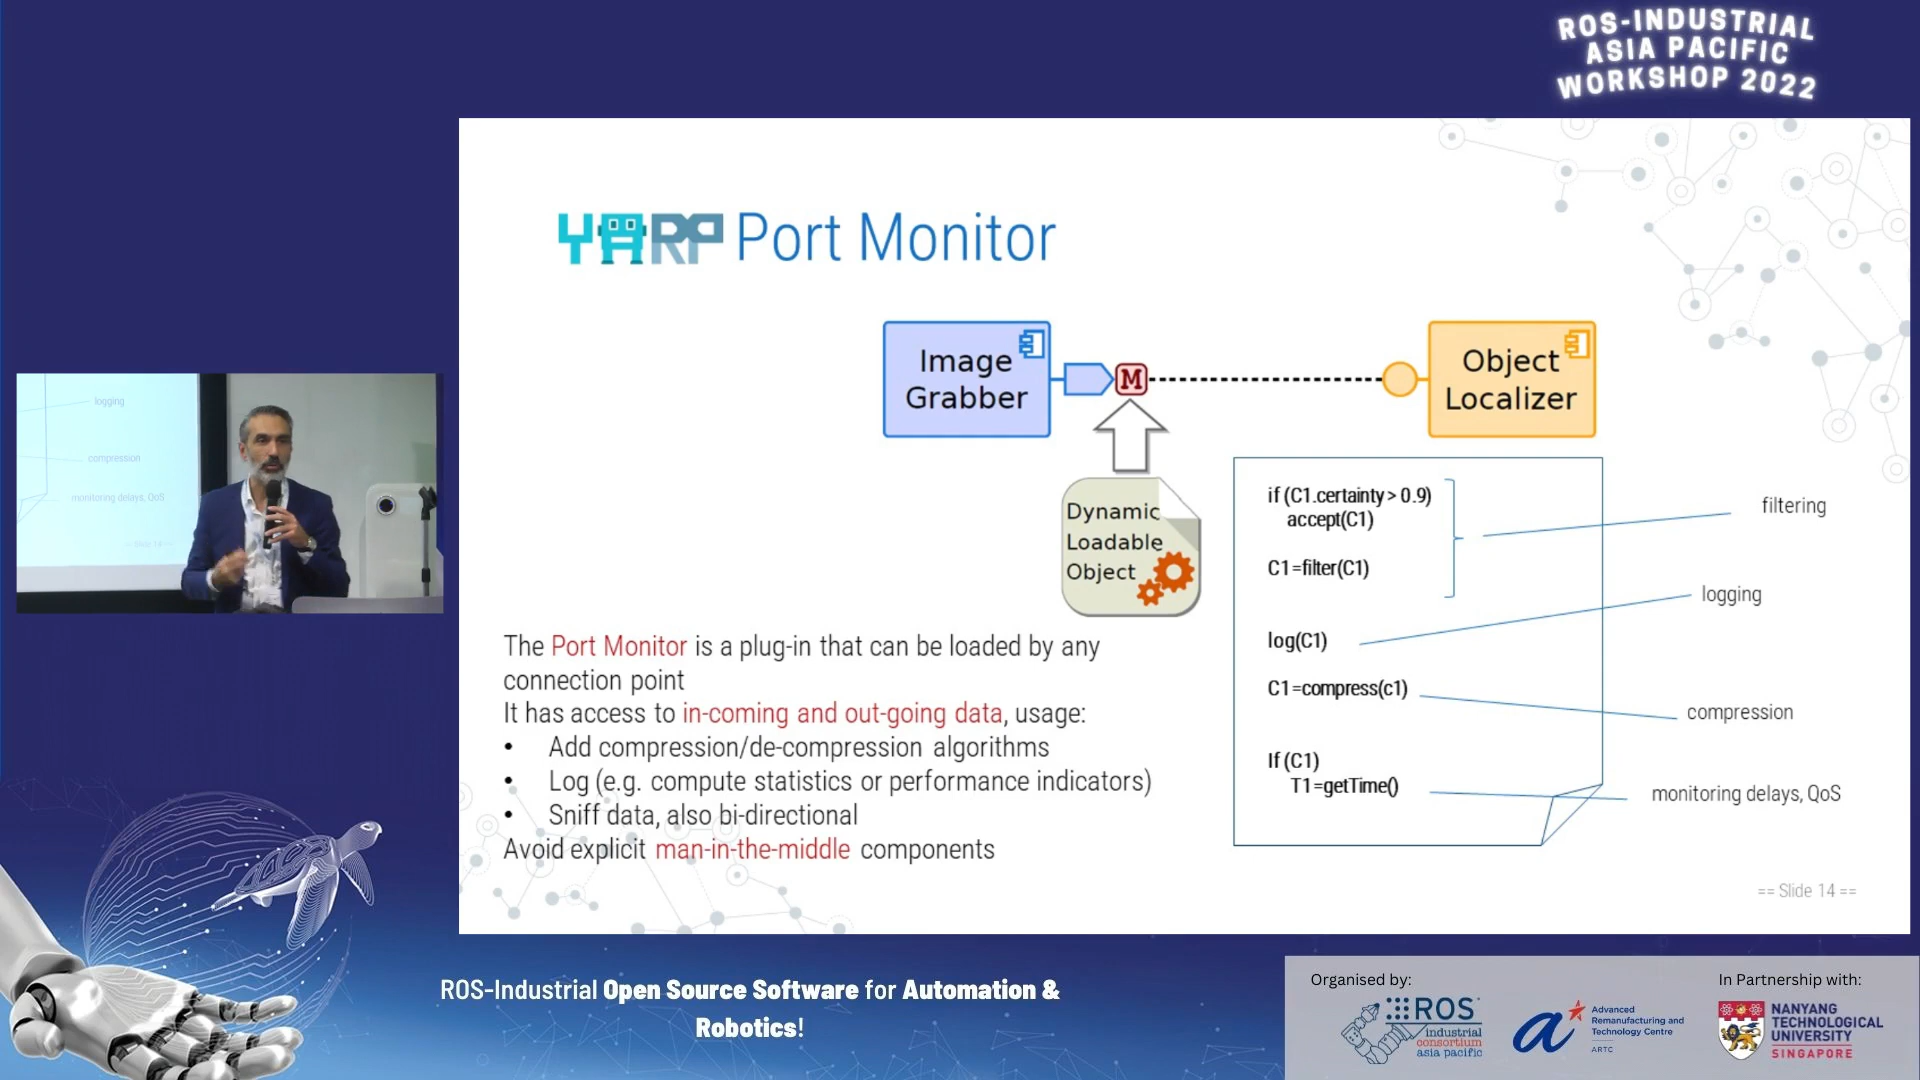 ROS-INDUSTRIAL
ASIA PACIFIC
WORKSHOP 2022
YARP Port Monitor
Image
Grabber
M
Object
Localizer
Dynamic
Loadable
Object
if (C1.certainty > 0.9)
accept(C1)
C1=filter(C1)
log(C1)
C1=compress(c1)
If (C1)
T1=getTime()
filtering
logging
compression
monitoring delays, QoS
The Port Monitor is a plug-in that can be loaded by any
connection point
It has access to in-coming and out-going data, usage:
• Add compression/de-compression algorithms
• Log (e.g. compute statistics or performance indicators)
• Sniff data, also bi-directional
Avoid explicit man-in-the-middle components
== Slide 14 ==
logging
compression
monitoring delays, QoS
ROS-Industrial Open Source Software for Automation &
Robotics!
Organised by:
ROS
industrial
consortium
asia pacific
Advanced
Remanufacturing and
Technology Centre
ARTC
In Partnership with:
NANYANG
TECHNOLOGICAL
UNIVERSITY
SINGAPORE